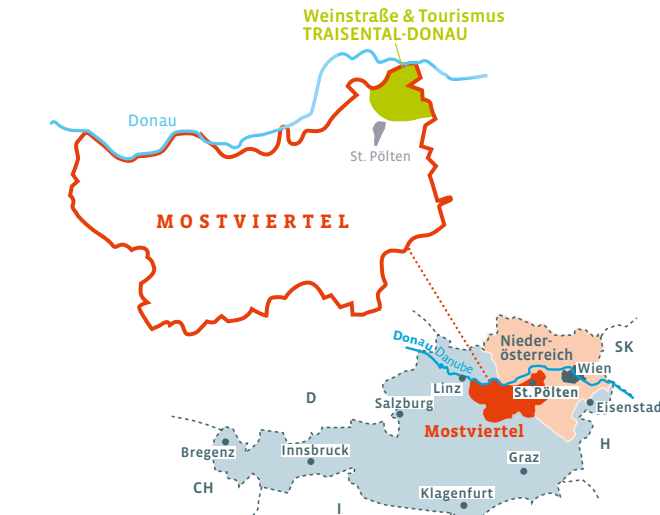 Weinstraße & Tourismus
TRAISENTAL-DONAU
Donau
St. Pölten
MOSTVIERTEL
Donau Danube
Nieder-
österreich
SK
Wien
Linz
St. Pölten
D
Salzburg
Eisenstad
Mostviertel
H
Bregenz
Innsbruck
Graz
CH
Klagenfurt
I